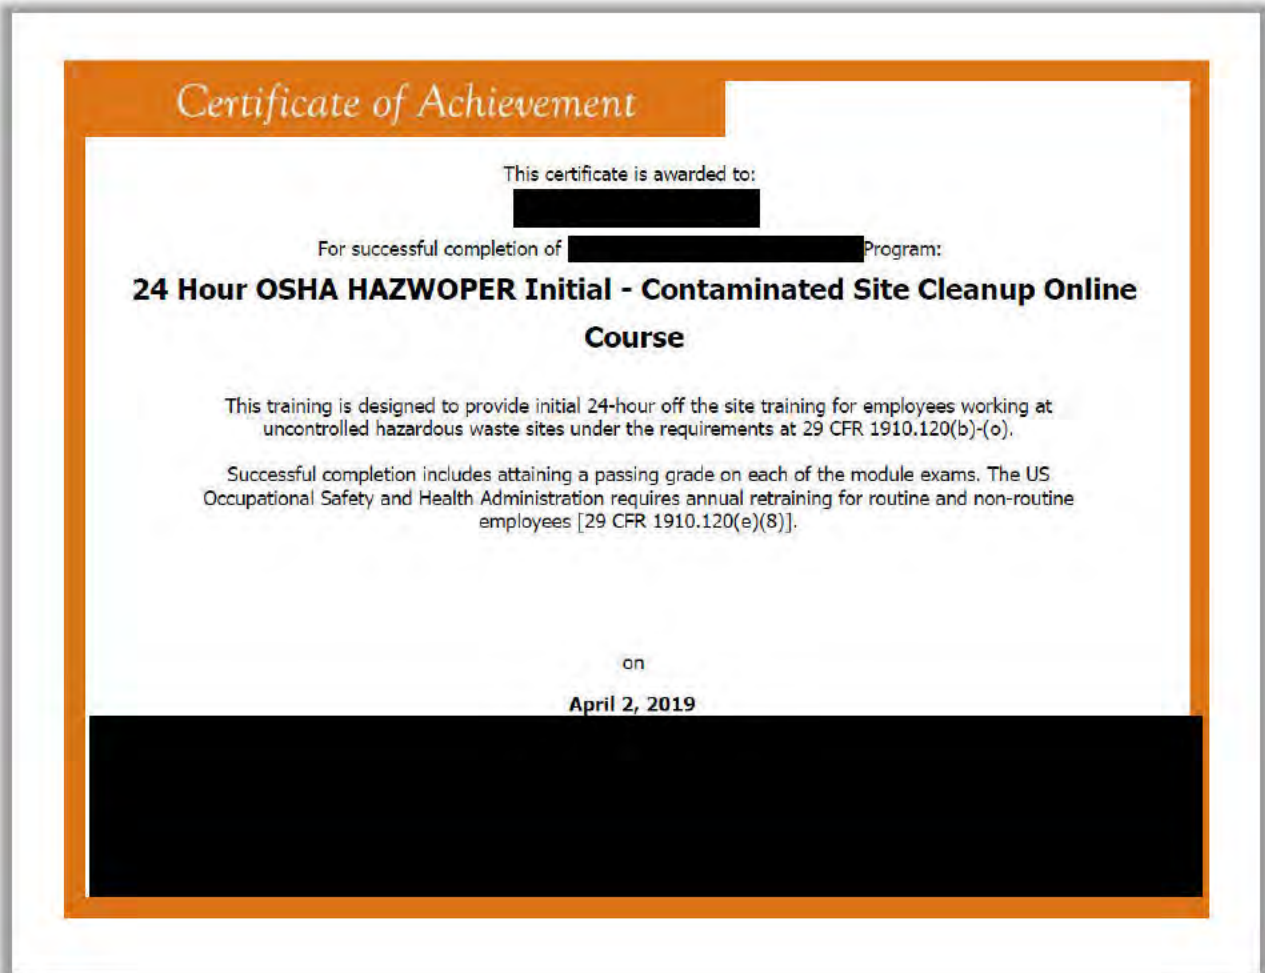 Certificate of Achievement
This certificate is awarded to:
For successful completion of Program:
24 Hour OSHA HAZWOPER Initial - Contaminated Site Cleanup Online
Course
This training is designed to provide initial 24-hour off the site training for employees working at
uncontrolled hazardous waste sites under the requirements at 29 CFR 1910.120(b)-(o).
Successful completion includes attaining a passing grade on each of the module exams. The US
Occupational Safety and Health Administration requires annual retraining for routine and non-routine
employees [29 CFR 1910.120(e)(8)].
on
April 2, 2019